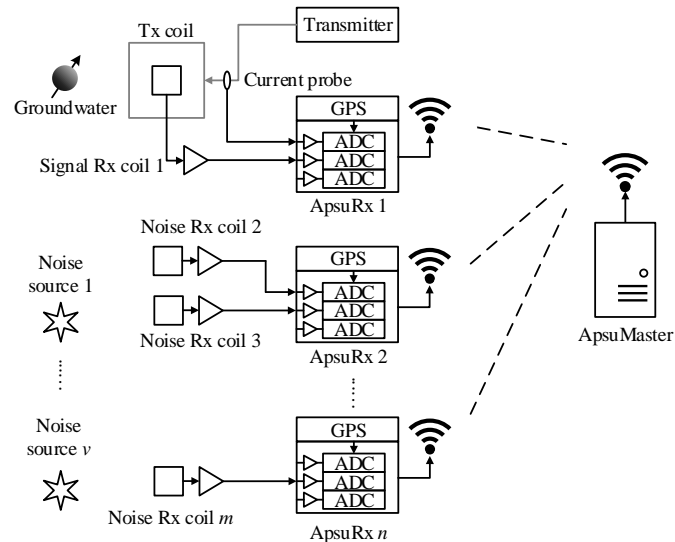 Tx coil
Transmitter
Current probe
Groundwater
GPS
ADC
ADC
ADC
Signal Rx coil 1
ApsuRx 1
Noise Rx coil 2
Noise
source 1
GPS
ADC
ADC
ADC
Noise Rx coil 3
ApsuRx 2
ApsuMaster
Noise
source v
GPS
ADC
ADC
ADC
Noise Rx coil m
ApsuRx n